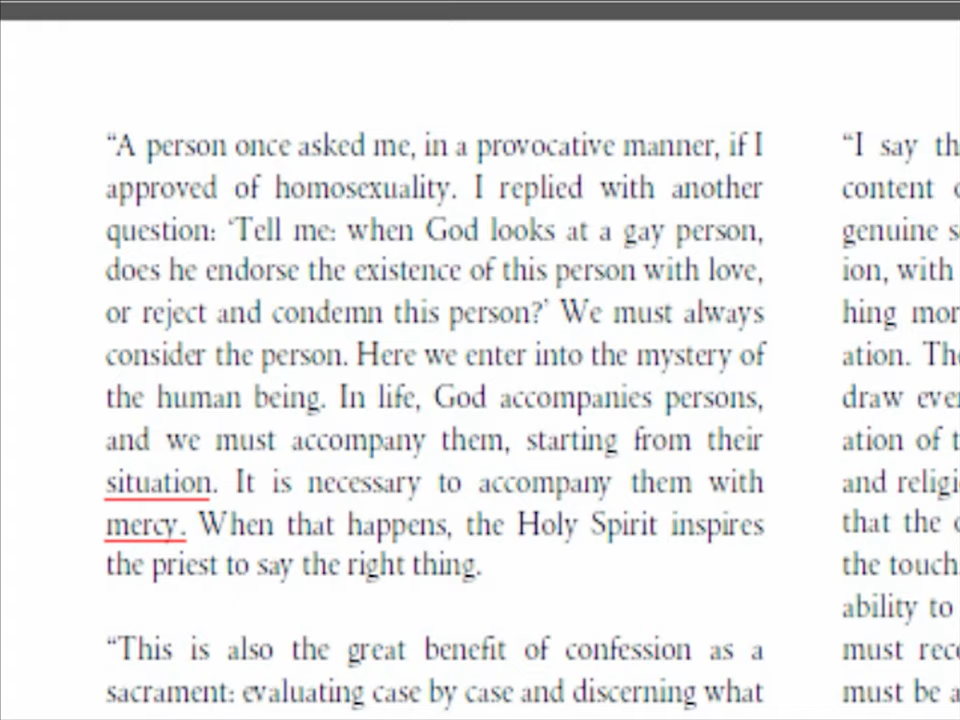 “A person once asked me, in a provocative manner, if I
approved of homosexuality. I replied with another
question: ‘Tell me: when God looks at a gay person,
does he endorse the existence of this person with love,
or reject and condemn this person?’ We must always
consider the person. Here we enter into the mystery of
the human being. In life, God accompanies persons,
and we must accompany them, starting from their
situation. It is necessary to accompany them with
mercy. When that happens, the Holy Spirit inspires
the priest to say the right thing.
“This is also the great benefit of confession as a
sacrament: evaluating case by case and discerning what
“I say
content
genuine
ion, with
hing
ation.
draw
ation of
and
that the
the
ability to
must
must be